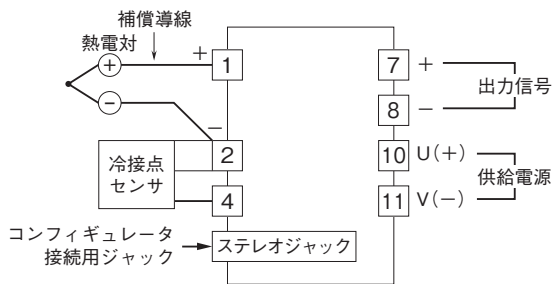 補償導線
熱電対
+
+
1
−
−
2
冷接点
センサ
4
コンフィギュレータ
接続用ジャック
ステレオジャック
7
+
8
−
出力信号
10
U(+)
供給電源
11
V(−)